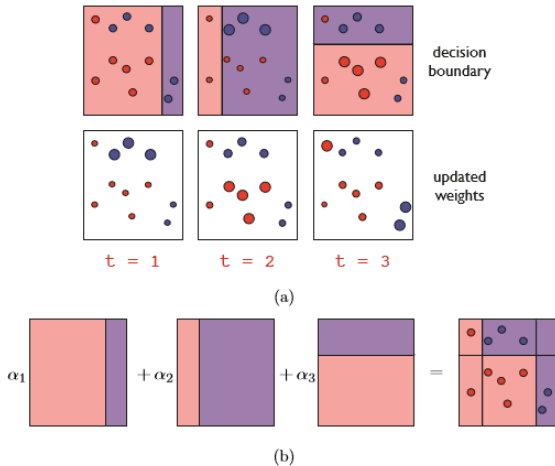 decision
boundary
updated
weights
t = 1 t = 2 t = 3
(a)
α₁ + α₂ + α₃ =
(b)